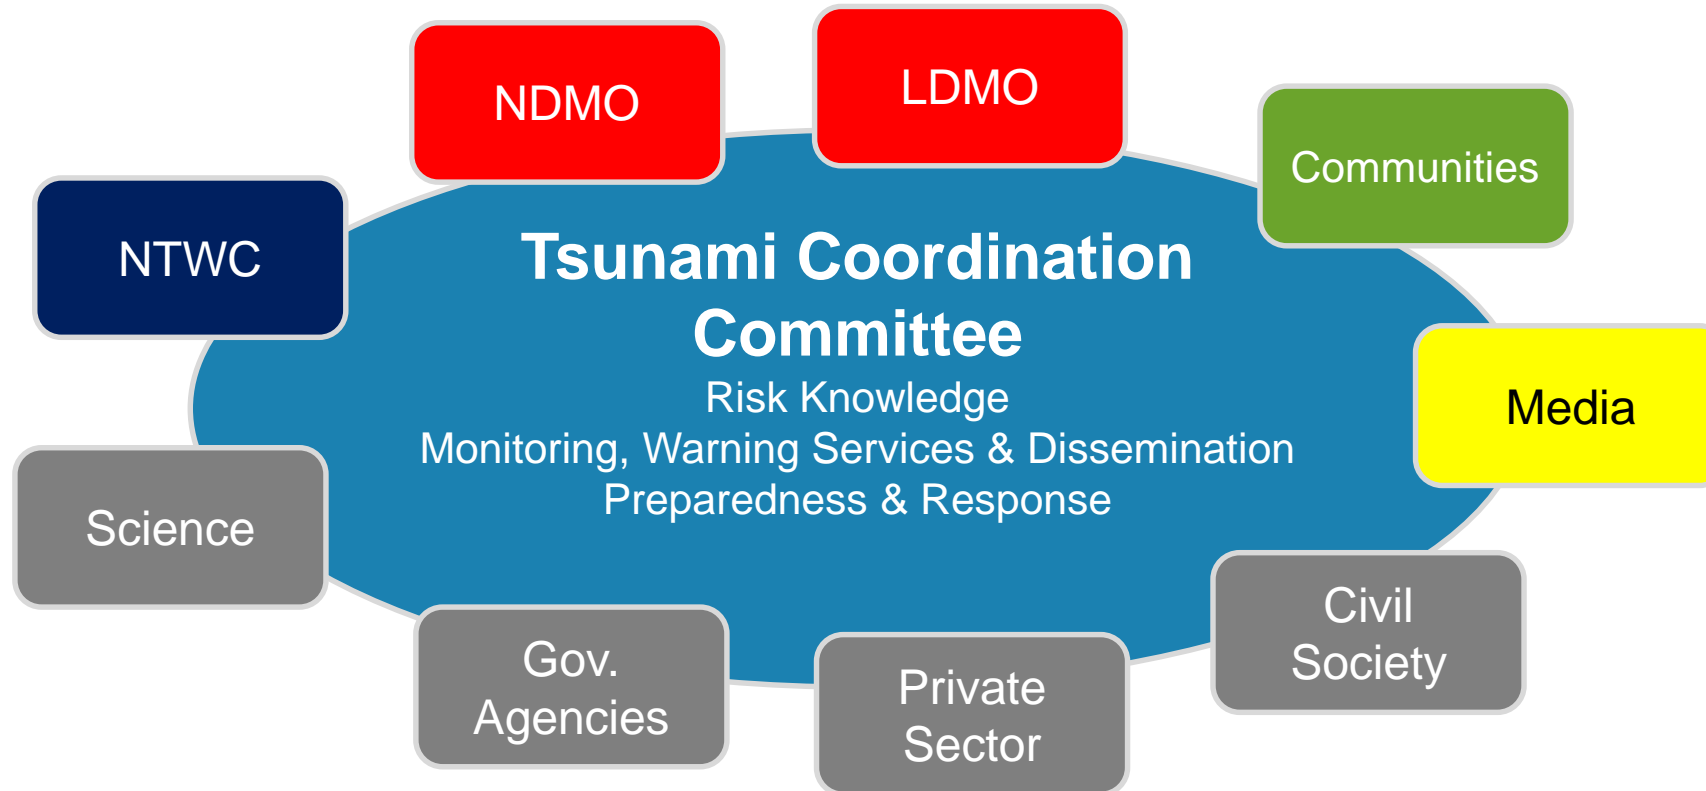 NDMO
LDMO
Communities
NTWC
Tsunami Coordination
Committee
Risk Knowledge
Monitoring, Warning Services & Dissemination
Preparedness & Response
Media
Science
Civil
Society
Gov.
Agencies
Private
Sector